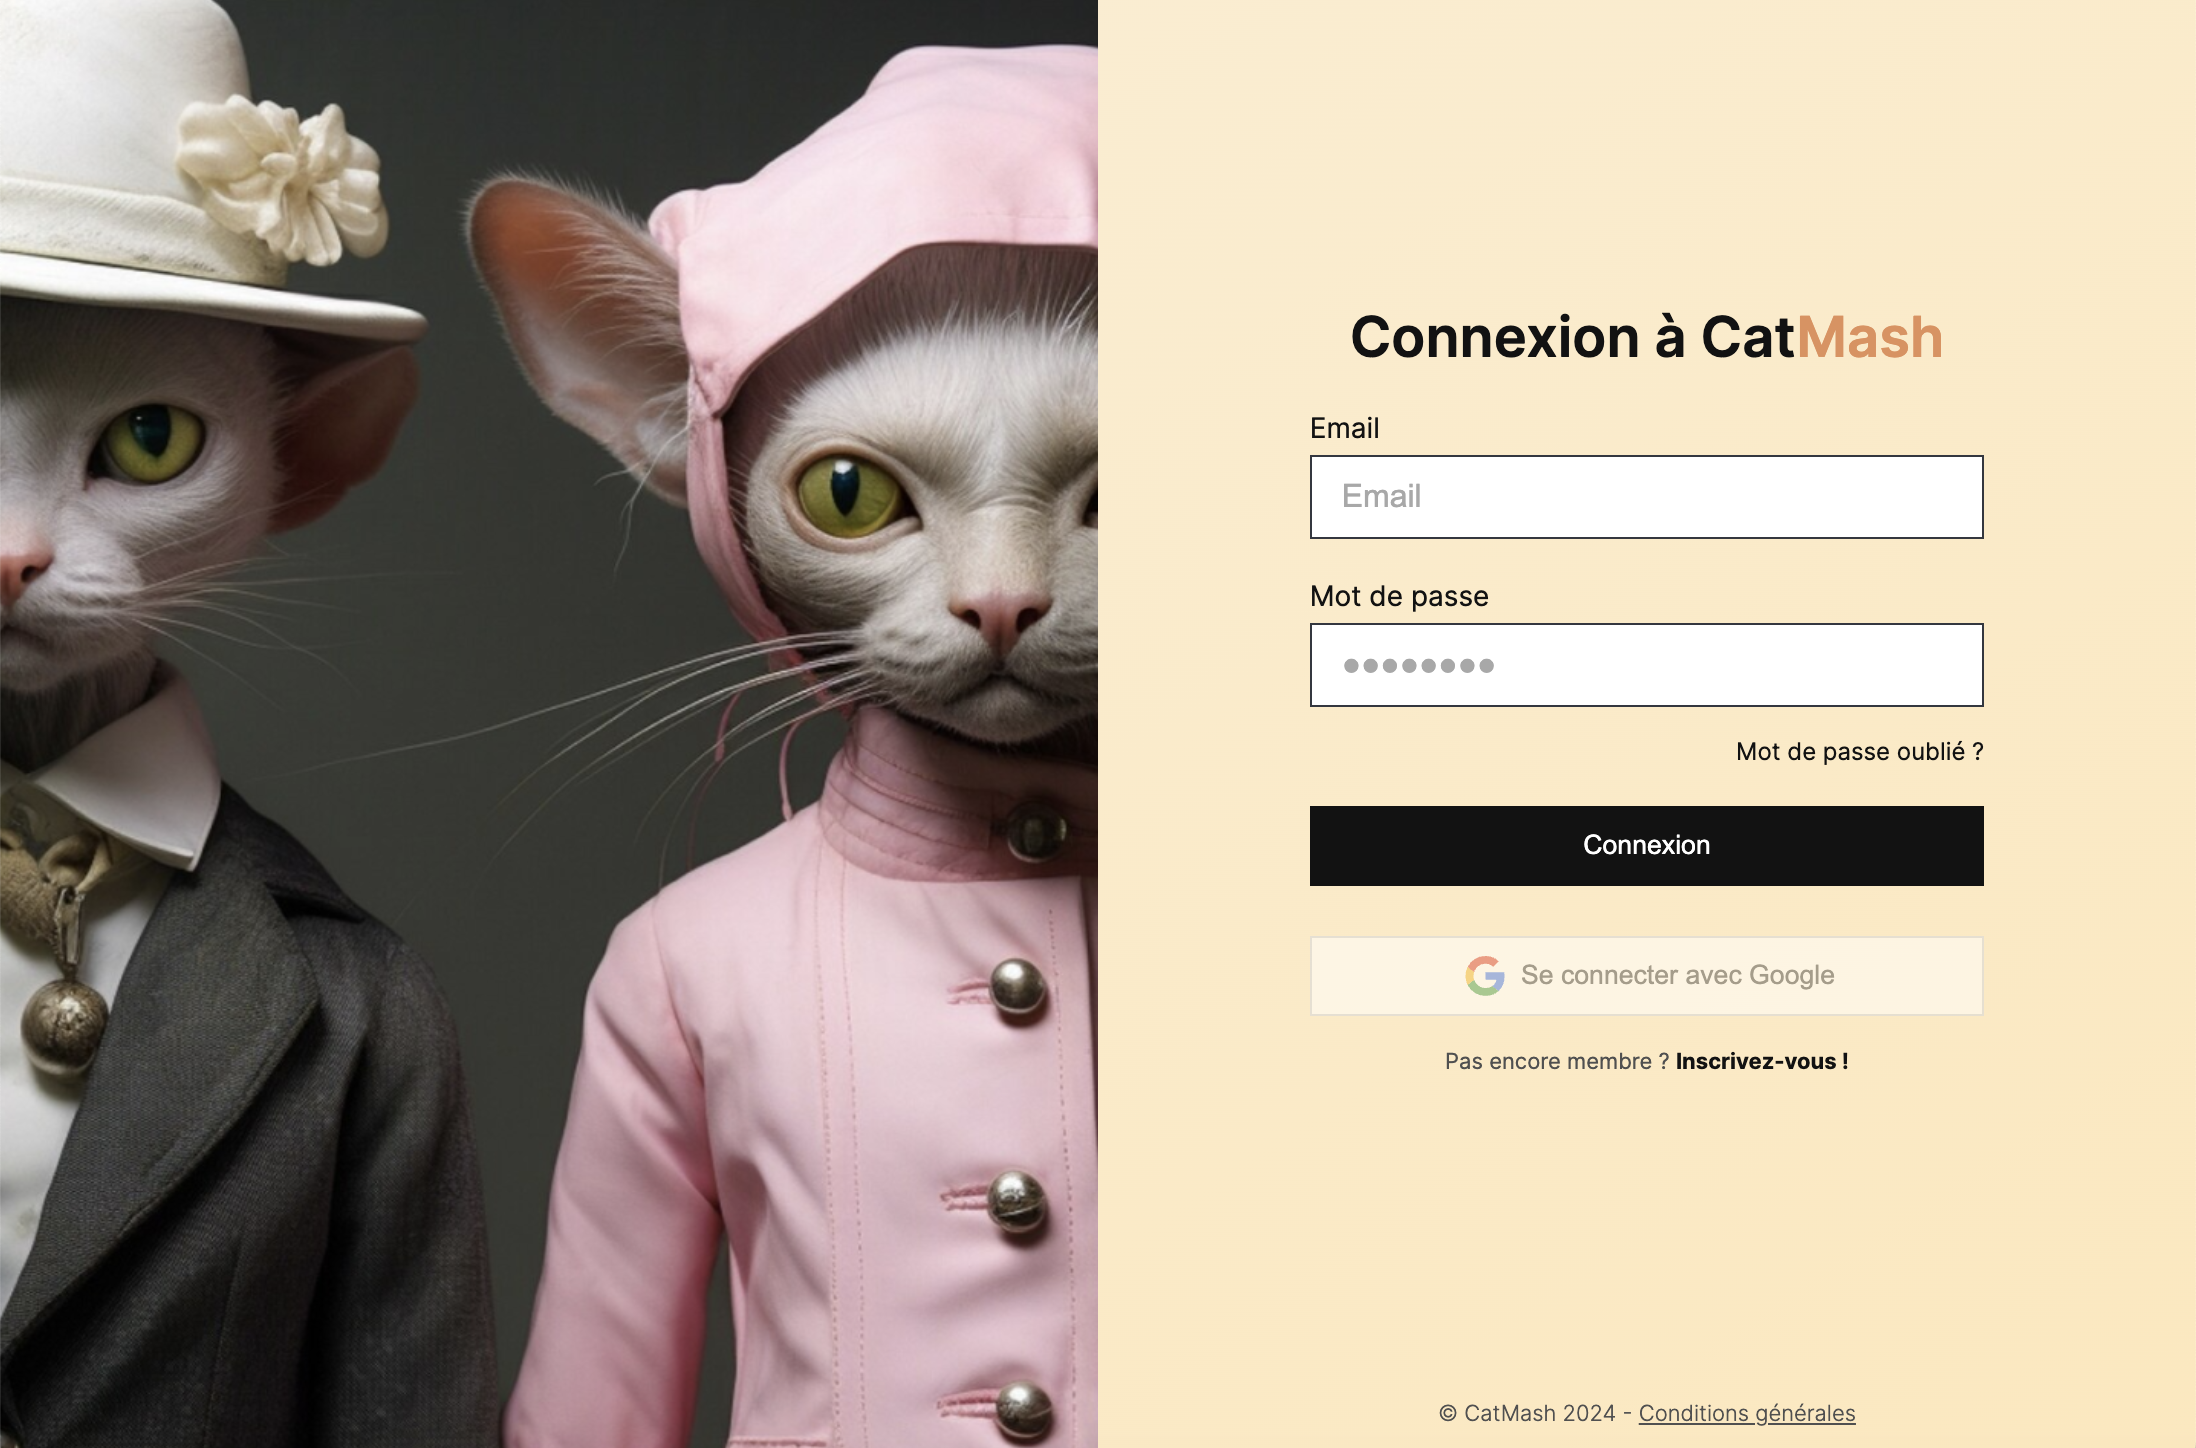 Connexion à CatMash
Email
Email
Mot de passe
●●●●●●●●
Mot de passe oublié ?
Connexion
Se connecter avec Google
Pas encore membre ? Inscrivez-vous !
© CatMash 2024 - Conditions générales